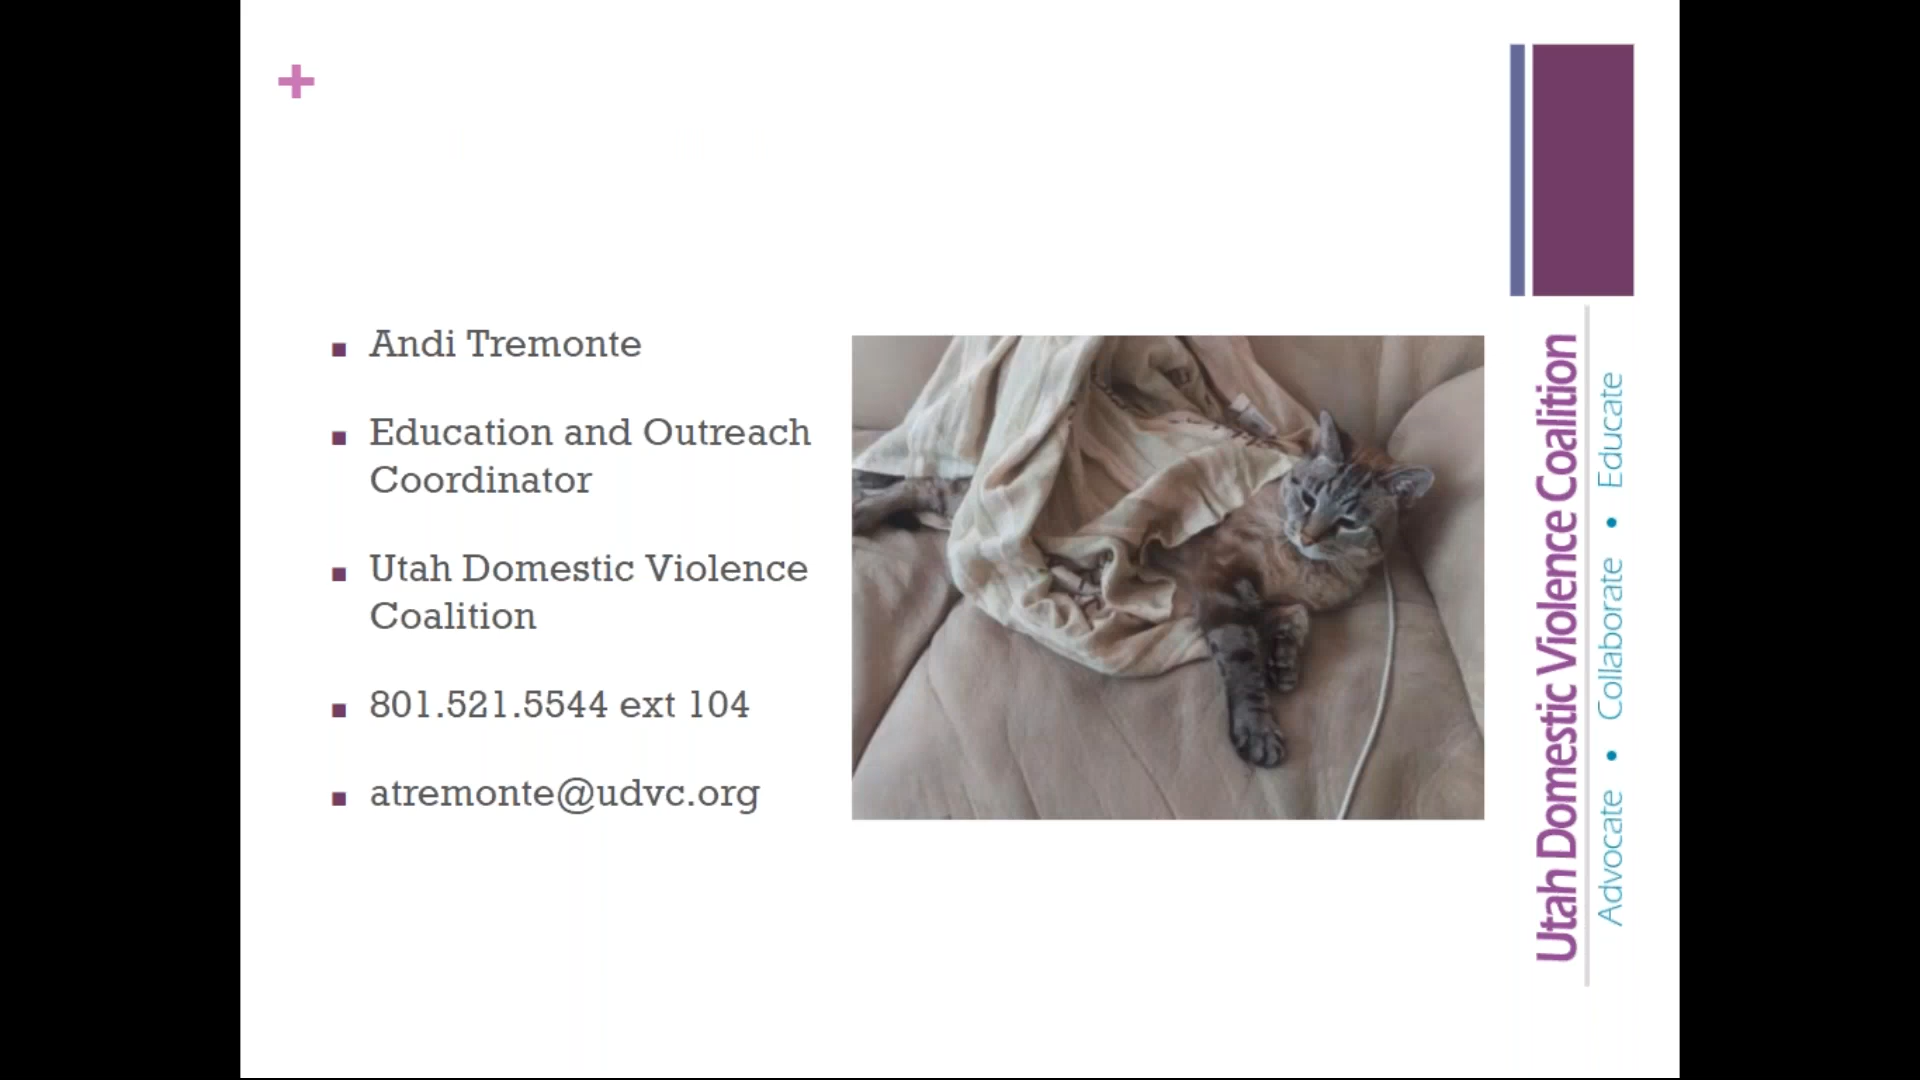 +
Andi Tremonte
Education and Outreach
Coordinator
Utah Domestic Violence
Coalition
801.521.5544 ext 104
atremonte@udvc.org
Utah Domestic Violence Coalition
Advocate • Collaborate • Educate